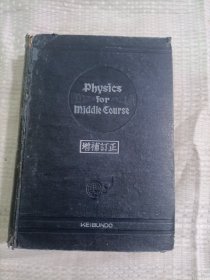 Physics
for
Middle Course
增補訂正
KEIBUNDO